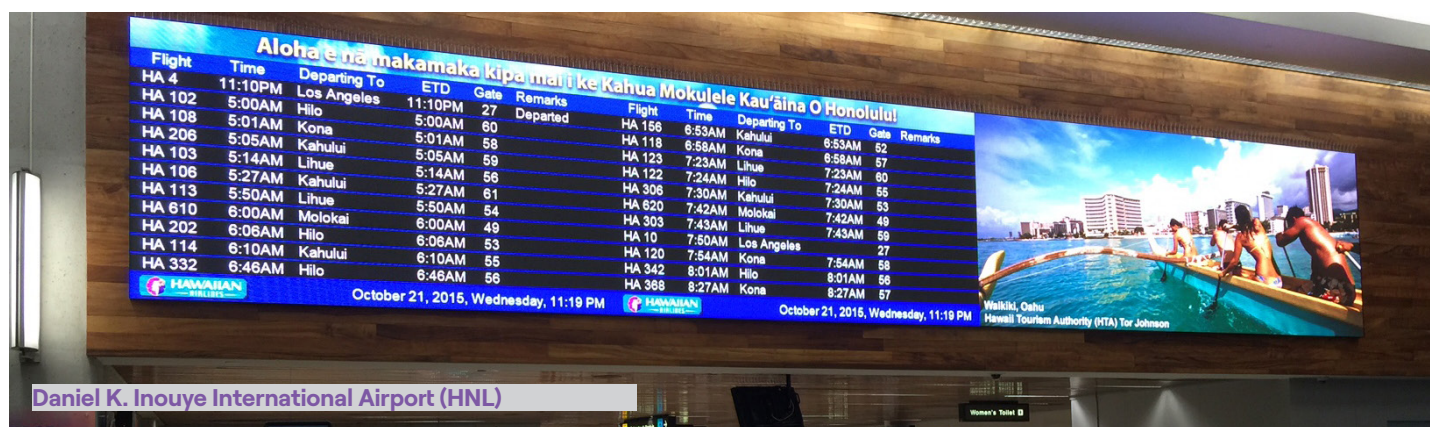 Aloha e nā makamaka kipa mai i ke Kahua Mokulele Kau‘āina O Honolulu!
Flight Time Departing To ETD Gate Remarks
HA 4 11:10PM Los Angeles 11:10PM 27 Departed
HA 102 5:00AM Hilo 5:00AM 60
HA 108 5:01AM Kona 5:01AM 58
HA 206 5:05AM Kahului 5:05AM 59
HA 103 5:14AM Lihue 5:14AM 56
HA 106 5:27AM Kahului 5:27AM 61
HA 113 5:50AM Lihue 5:50AM 54
HA 610 6:00AM Molokai 6:00AM 49
HA 202 6:06AM Hilo 6:06AM 53
HA 114 6:10AM Kahului 6:10AM 55
HA 332 6:46AM Hilo 6:46AM 56
HAWAIIAN
AIRLINES
October 21, 2015, Wednesday, 11:19 PM
Flight Time Departing To ETD Gate Remarks
HA 156 6:53AM Kahului 6:53AM 52
HA 118 6:58AM Kona 6:58AM 57
HA 123 7:23AM Lihue 7:23AM 60
HA 122 7:24AM Hilo 7:24AM 55
HA 306 7:30AM Kahului 7:30AM 53
HA 620 7:42AM Molokai 7:42AM 49
HA 303 7:43AM Lihue 7:43AM 59
HA 10 7:50AM Los Angeles 27
HA 120 7:54AM Kona 7:54AM 58
HA 342 8:01AM Hilo 8:01AM 56
HA 368 8:27AM Kona 8:27AM 57
HAWAIIAN
AIRLINES
October 21, 2015, Wednesday, 11:19 PM
Waikiki, Oahu
Hawaii Tourism Authority (HTA) Tor Johnson
Daniel K. Inouye International Airport (HNL)
Women's Toilet